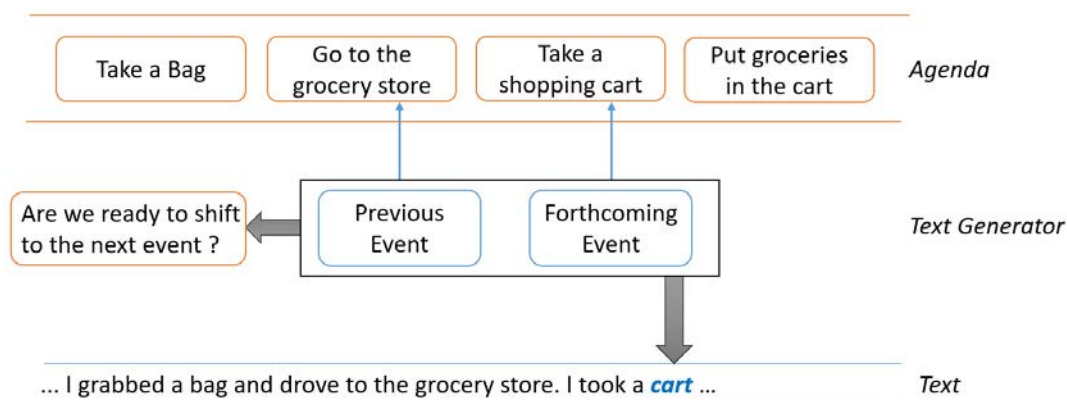 Take a Bag
Go to the
grocery store
Take a
shopping cart
Put groceries
in the cart
Agenda
Are we ready to shift
to the next event ?
Previous
Event
Forthcoming
Event
Text Generator
... I grabbed a bag and drove to the grocery store. I took a cart ...
Text